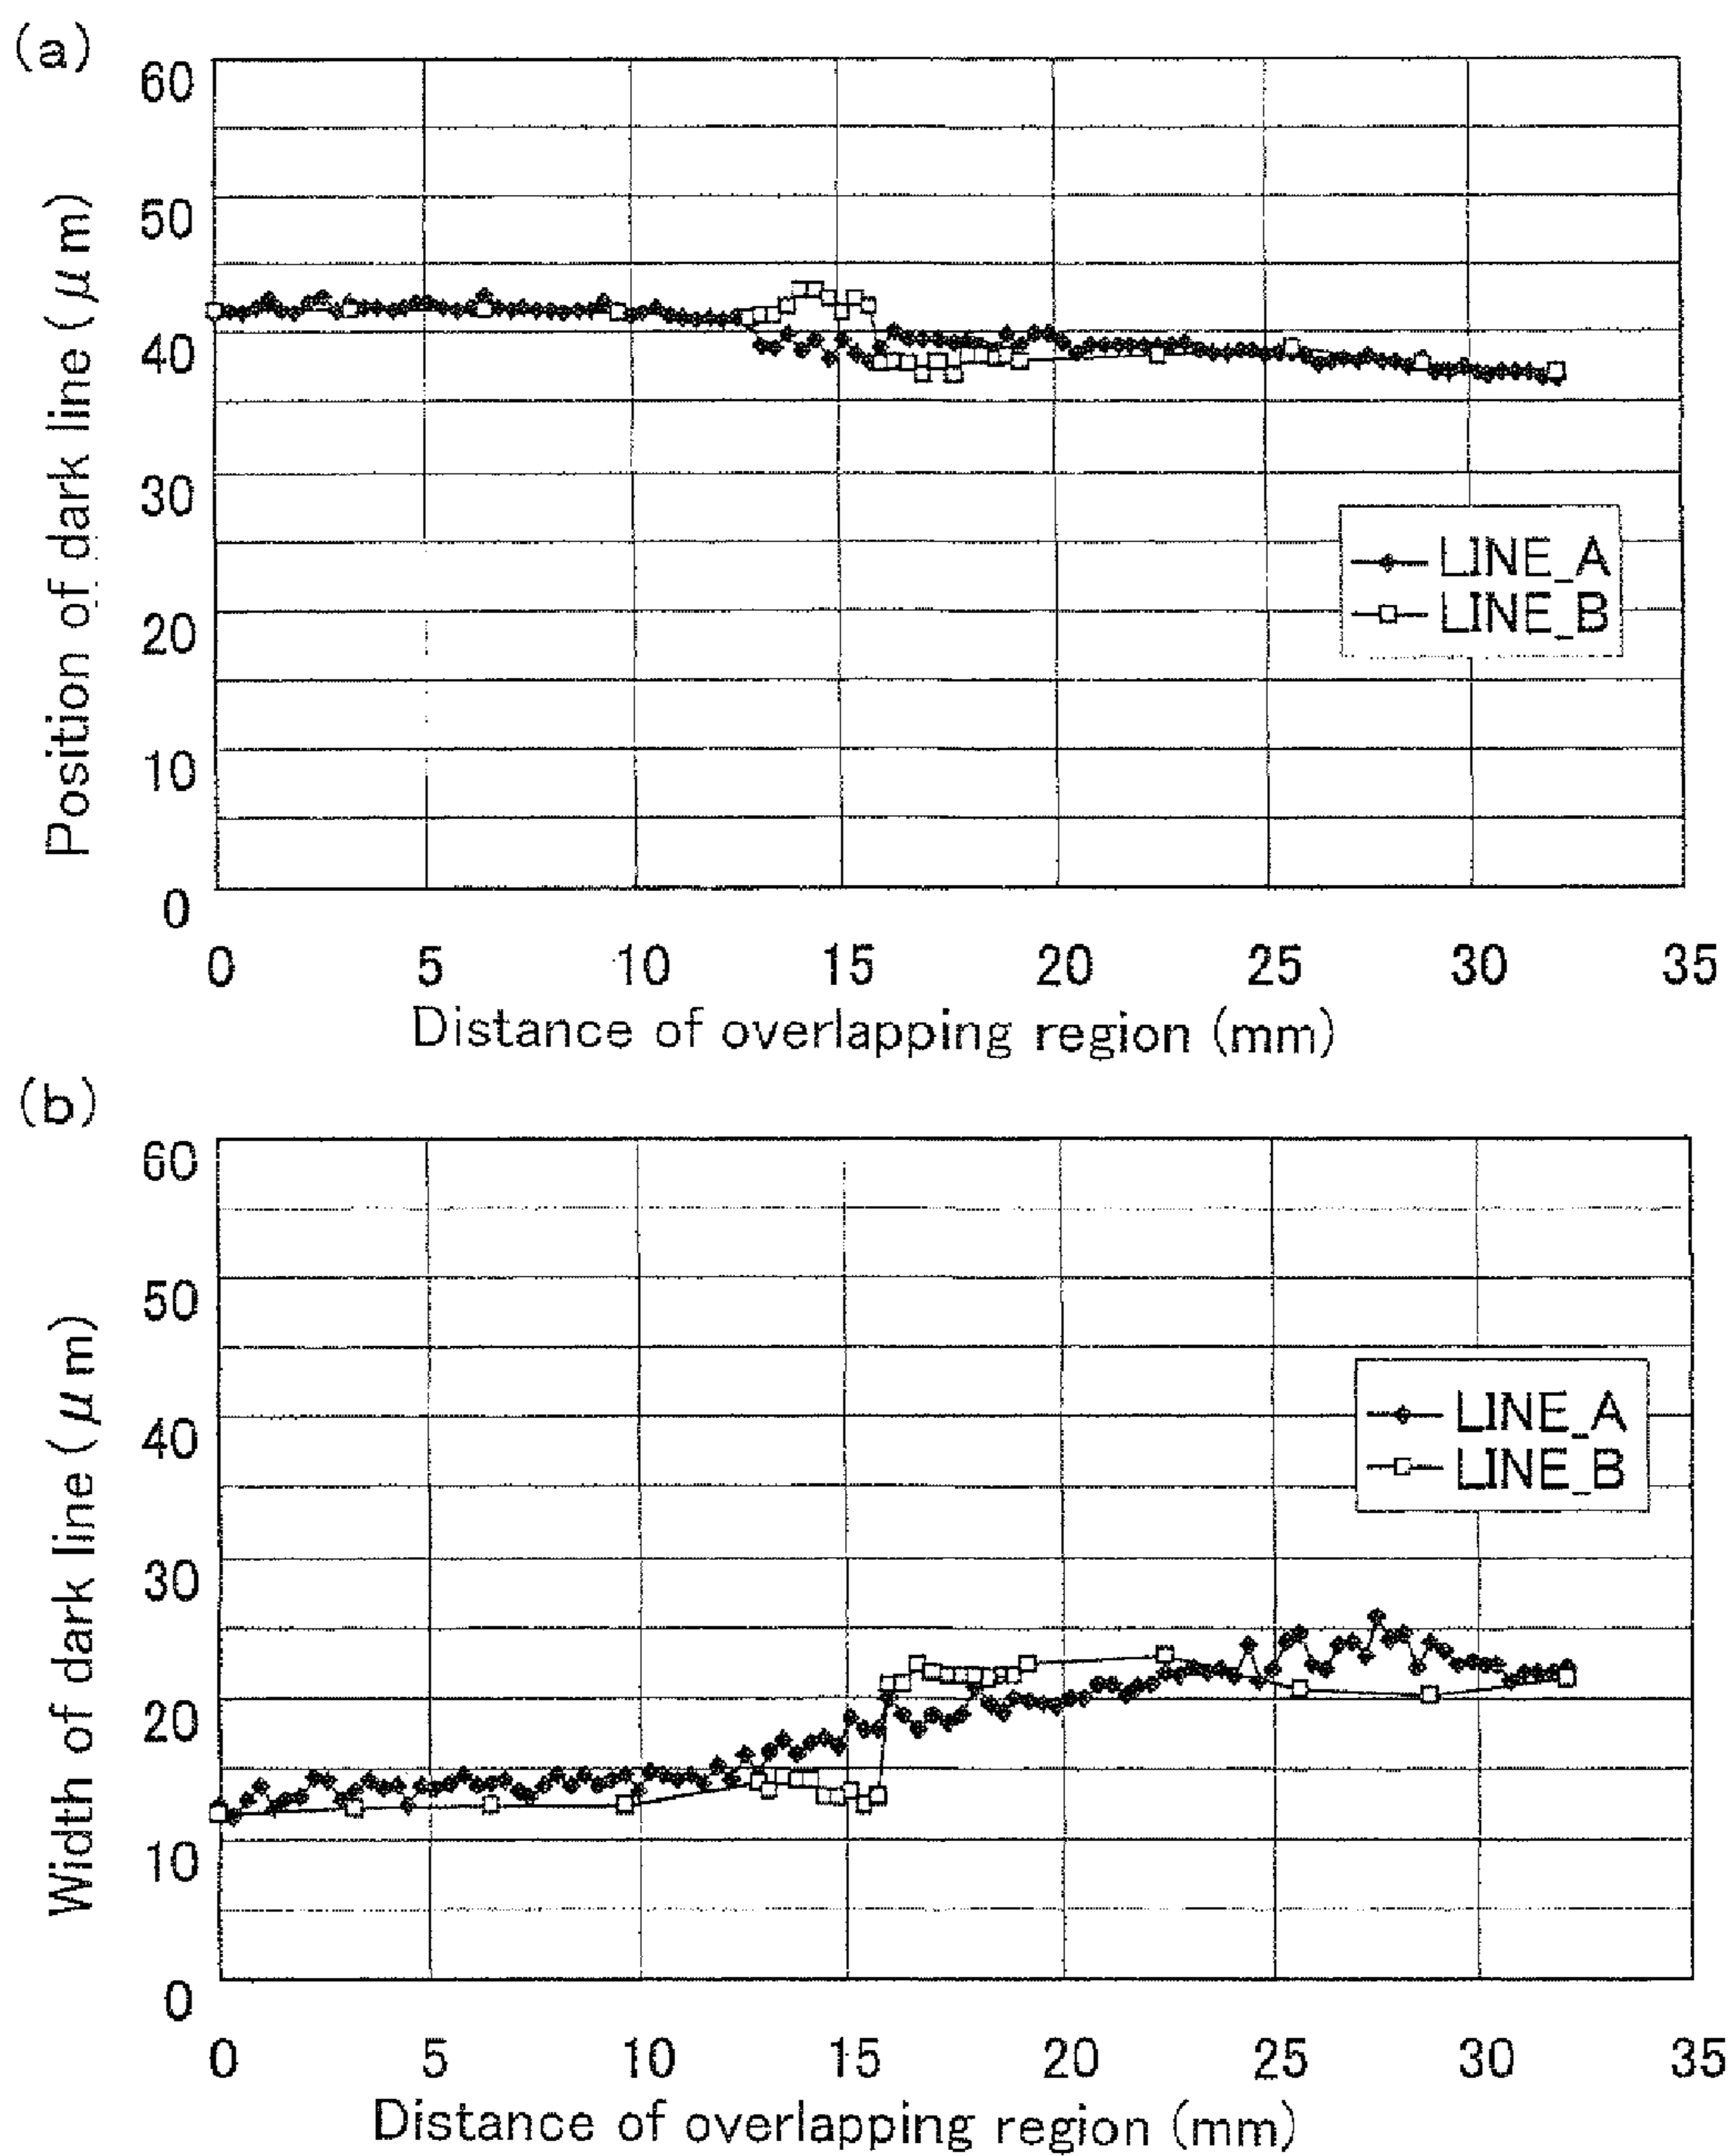 (a)
60
50
40
30
20
10
0
Position of dark line (μm)
LINE_A
LINE_B
0 5 10 15 20 25 30 35
Distance of overlapping region (mm)
(b)
60
50
40
30
20
10
0
Width of dark line (μm)
LINE_A
LINE_B
0 5 10 15 20 25 30 35
Distance of overlapping region (mm)